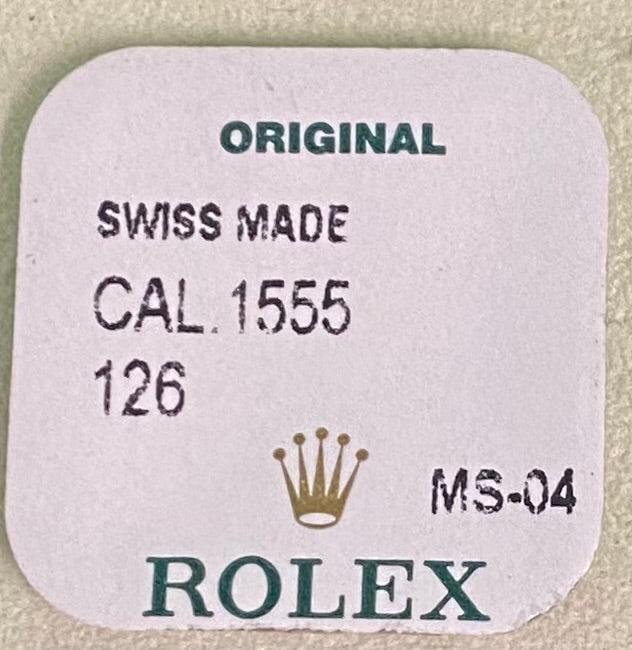 ORIGINAL
SWISS MADE
CAL. 1555
126
MS-04
ROLEX